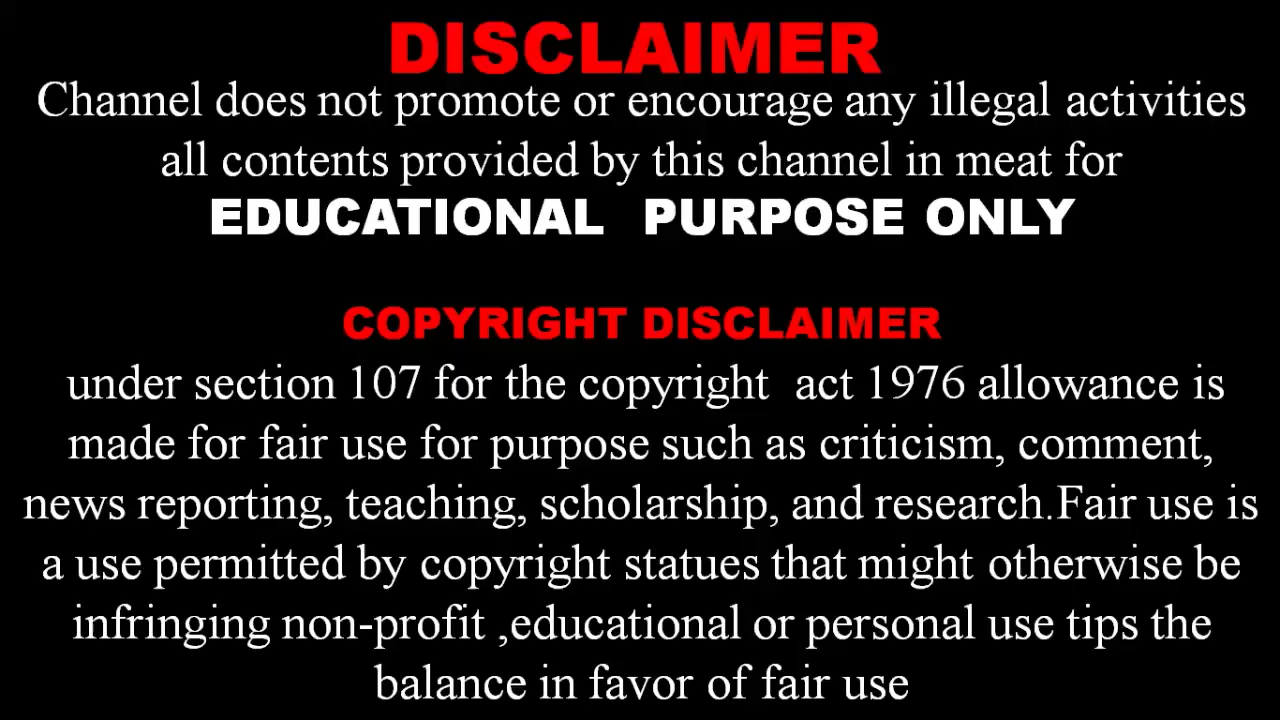 DISCLAIMER
Channel does not promote or encourage any illegal activities
all contents provided by this channel in meat for
EDUCATIONAL PURPOSE ONLY
COPYRIGHT DISCLAIMER
under section 107 for the copyright act 1976 allowance is
made for fair use for purpose such as criticism, comment,
news reporting, teaching, scholarship, and research.Fair use is
a use permitted by copyright statues that might otherwise be
infringing non-profit ,educational or personal use tips the
balance in favor of fair use